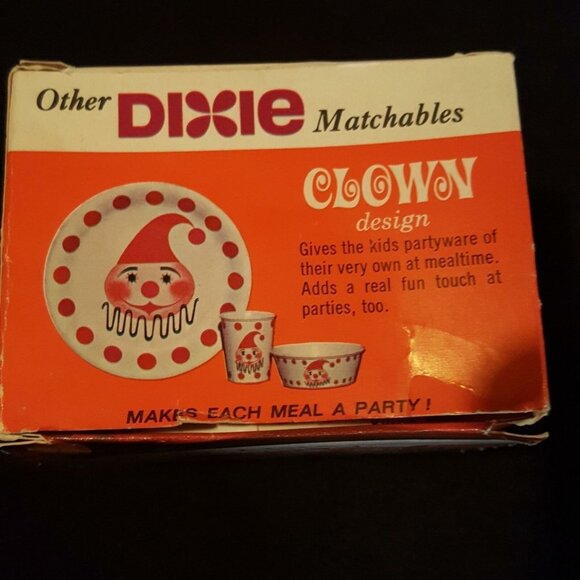 Other DIXIE Matchables
CLOWN
design
Gives the kids partyware of
their very own at mealtime.
Adds a real fun touch at
parties, too.
MAKES EACH MEAL A PARTY!